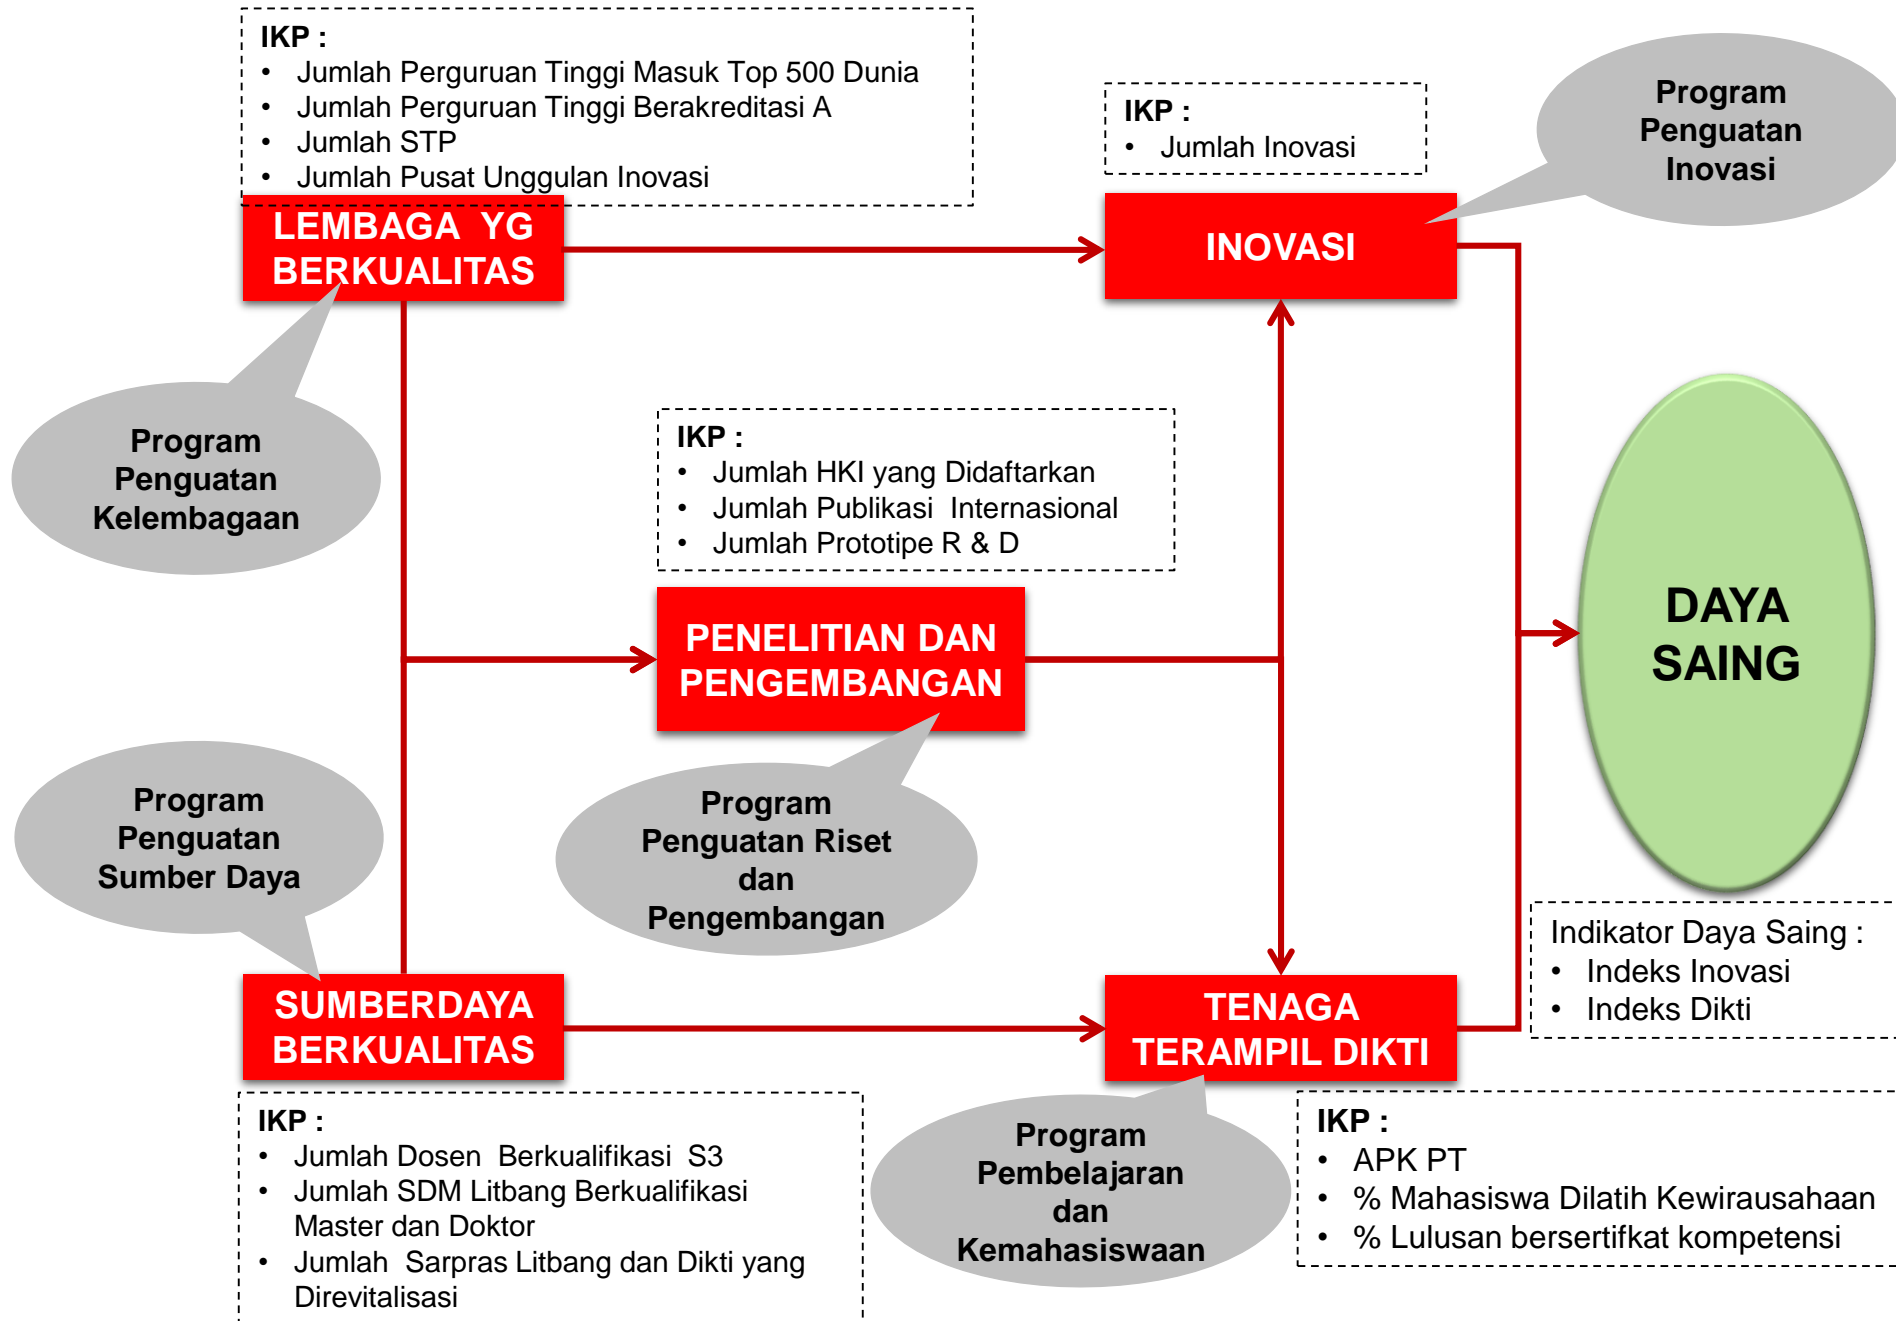 IKP :
• Jumlah Perguruan Tinggi Masuk Top 500 Dunia
• Jumlah Perguruan Tinggi Berakreditasi A
• Jumlah STP
• Jumlah Pusat Unggulan Inovasi
IKP :
• Jumlah Inovasi
Program
Penguatan
Inovasi
LEMBAGA YG
BERKUALITAS
INOVASI
Program
Penguatan
Kelembagaan
IKP :
• Jumlah HKI yang Didaftarkan
• Jumlah Publikasi Internasional
• Jumlah Prototipe R & D
PENELITIAN DAN
PENGEMBANGAN
DAYA
SAING
Program
Penguatan
Sumber Daya
Program
Penguatan Riset
dan
Pengembangan
Indikator Daya Saing :
• Indeks Inovasi
• Indeks Dikti
SUMBERDAYA
BERKUALITAS
TENAGA
TERAMPIL DIKTI
IKP :
• Jumlah Dosen Berkualifikasi S3
• Jumlah SDM Litbang Berkualifikasi
Master dan Doktor
• Jumlah Sarpras Litbang dan Dikti yang
Direvitalisasi
Program
Pembelajaran
dan
Kemahasiswaan
IKP :
• APK PT
• % Mahasiswa Dilatih Kewirausahaan
• % Lulusan bersertifkat kompetensi